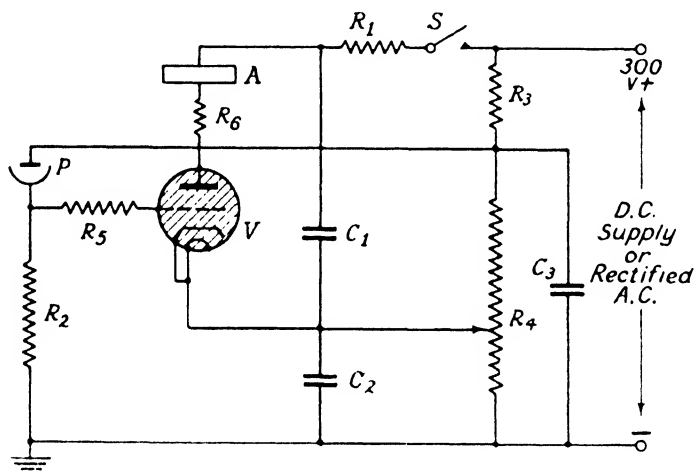 R1
S
300
V+
A
R6
R3
P
R5
V
C1
D.C.
Supply
or
Rectified
A.C.
C3
R2
R4
C2
−